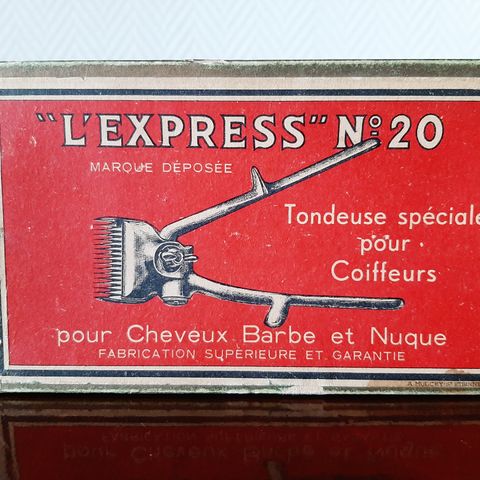 "L'EXPRESS" No 20
MARQUE DÉPOSÉE
Tondeuse spéciale
pour
Coiffeurs
pour Cheveux Barbe et Nuque
FABRICATION SUPÉRIEURE ET GARANTIE